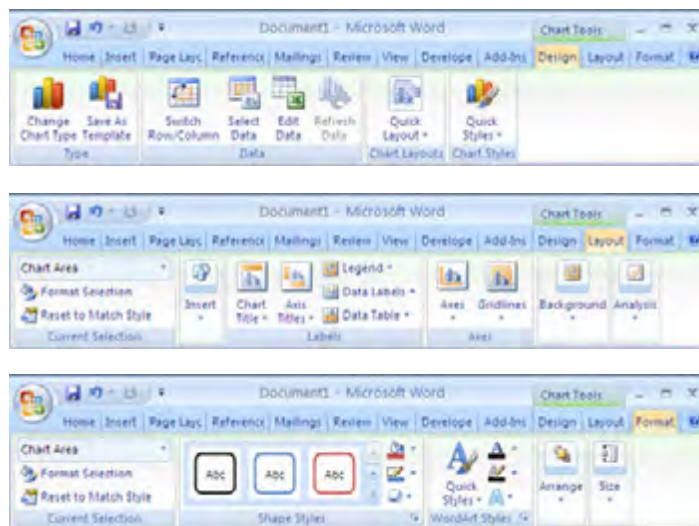 Document1 - Microsoft Word Chart Tools
Home Insert Page Layo Reference Mailings Review View Develope Add-Ins Design Layout Format
Change Chart Type Save As Template Switch Row/Column Select Data Edit Data Refresh Data Quick Layout Quick Styles
Type Data Chart Layouts Chart Styles
Document1 - Microsoft Word Chart Tools
Home Insert Page Layo Reference Mailings Review View Develope Add-Ins Design Layout Format
Chart Area
Format Selection
Reset to Match Style
Current Selection
Insert
Chart Title Axis Titles
Legend
Data Labels
Data Table
Labels
Axes Gridlines
Axes
Background Analysis
Document1 - Microsoft Word Chart Tools
Home Insert Page Layo Reference Mailings Review View Develope Add-Ins Design Layout Format
Chart Area
Format Selection
Reset to Match Style
Current Selection
Abc Abc Abc
Shape Styles
Quick Styles
WordArt Styles
Arrange Size